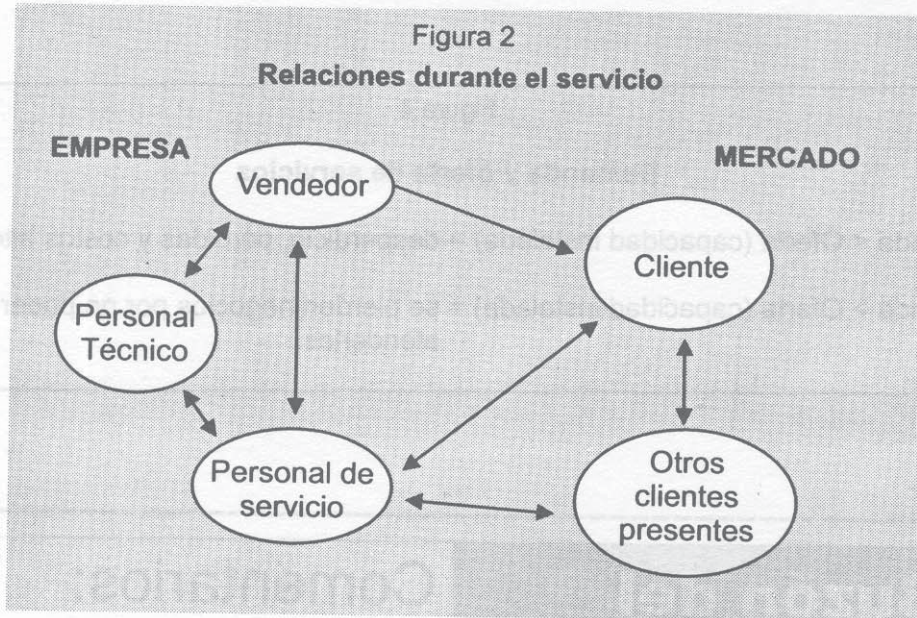 Figura 2
Relaciones durante el servicio
EMPRESA
MERCADO
Vendedor
Cliente
Personal
Técnico
Personal de
servicio
Otros
clientes
presentes